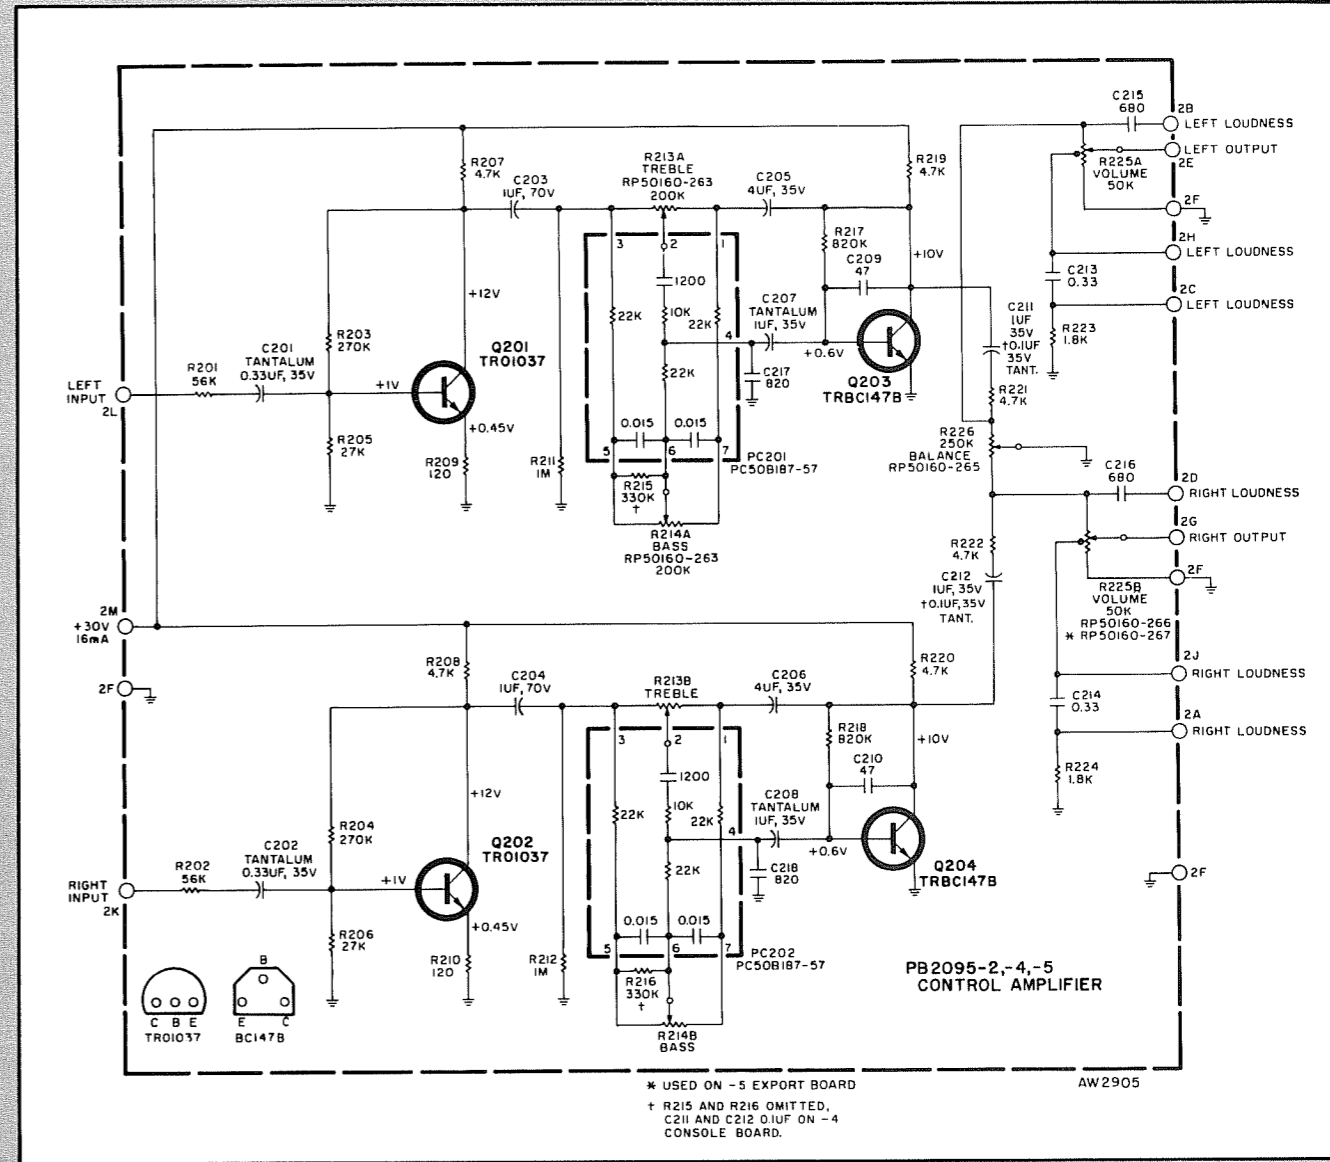 C215
680
2B
LEFT LOUDNESS
LEFT OUTPUT
2E
R225A
VOLUME
50K
2F
2H
LEFT LOUDNESS
C213
0.33
2C
LEFT LOUDNESS
R223
1.8K
R207
4.7K
C203
1UF, 70V
R213A
TREBLE
RP50160-263
200K
C205
4UF, 35V
R219
4.7K
3
2
1
R217
820K
C209
47
+10V
1200
+12V
22K
10K
22K
4
C207
TANTALUM
1UF, 35V
+0.6V
C211
1UF
35V
†0.1UF
35V
TANT.
R203
270K
C201
TANTALUM
0.33UF, 35V
R201
56K
LEFT
INPUT
2L
+1V
Q201
TR01037
22K
C217
820
Q203
TRBC147B
R221
4.7K
+0.45V
R205
27K
R209
120
R211
1M
0.015
0.015
5
6
7
PC201
PC50B187-57
R215
330K
†
R214A
BASS
RP50160-263
200K
R226
250K
BALANCE
RP50160-265
C216
680
2D
RIGHT LOUDNESS
2G
RIGHT OUTPUT
R222
4.7K
C212
1UF, 35V
†0.1UF, 35V
TANT.
2F
R225B
VOLUME
50K
RP50160-266
* RP50160-267
2M
+30V
16mA
2F
2J
RIGHT LOUDNESS
C214
0.33
2A
RIGHT LOUDNESS
R224
1.8K
R208
4.7K
C204
1UF, 70V
R213B
TREBLE
C206
4UF, 35V
R220
4.7K
3
2
1
R218
820K
C210
47
+10V
1200
+12V
22K
10K
22K
4
C208
TANTALUM
1UF, 35V
+0.6V
R204
270K
C202
TANTALUM
0.33UF, 35V
R202
56K
RIGHT
INPUT
2K
+1V
Q202
TR01037
22K
C218
820
Q204
TRBC147B
2F
+0.45V
R206
27K
R210
120
R212
1M
0.015
0.015
5
6
7
PC202
PC50B187-57
R216
330K
†
R214B
BASS
C B E
TR01037
B
E C
BC147B
PB2095-2,-4,-5
CONTROL AMPLIFIER
AW2905
* USED ON -5 EXPORT BOARD
† R215 AND R216 OMITTED,
C211 AND C212 0.1UF ON -4
CONSOLE BOARD.